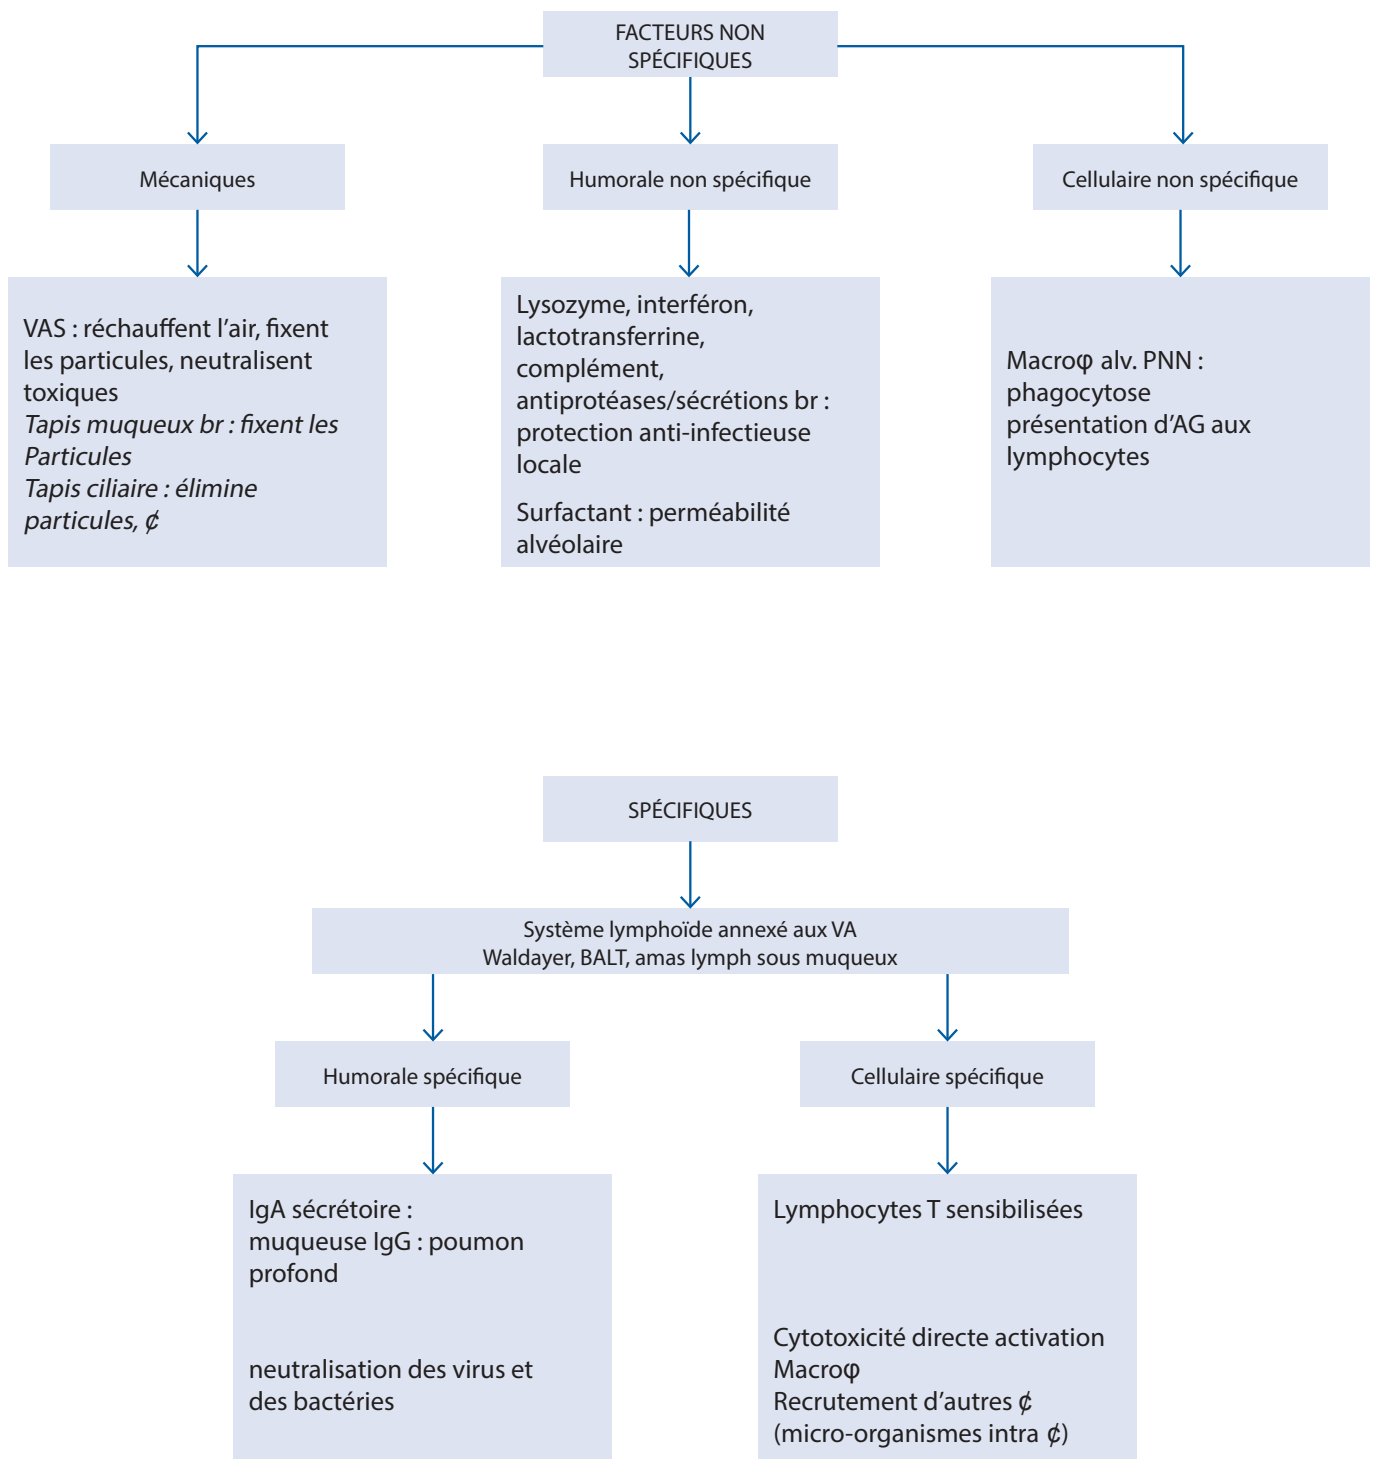 FACTEURS NON
SPÉCIFIQUES
Mécaniques
Humorale non spécifique
Cellulaire non spécifique
VAS : réchauffent l’air, fixent
les particules, neutralisent
toxiques
Tapis muqueux br : fixent les
Particules
Tapis ciliaire : élimine
particules, ₵
Lysozyme, interféron,
lactotransferrine,
complément,
antiprotéases/sécrétions br :
protection anti-infectieuse
locale
Surfactant : perméabilité
alvéolaire
Macroφ alv. PNN :
phagocytose
présentation d’AG aux
lymphocytes
SPÉCIFIQUES
Système lymphoïde annexé aux VA
Waldayer, BALT, amas lymph sous muqueux
Humorale spécifique
Cellulaire spécifique
IgA sécrétoire :
muqueuse IgG : poumon
profond
neutralisation des virus et
des bactéries
Lymphocytes T sensibilisées
Cytotoxicité directe activation
Macroφ
Recrutement d’autres ₵
(micro-organismes intra ₵)